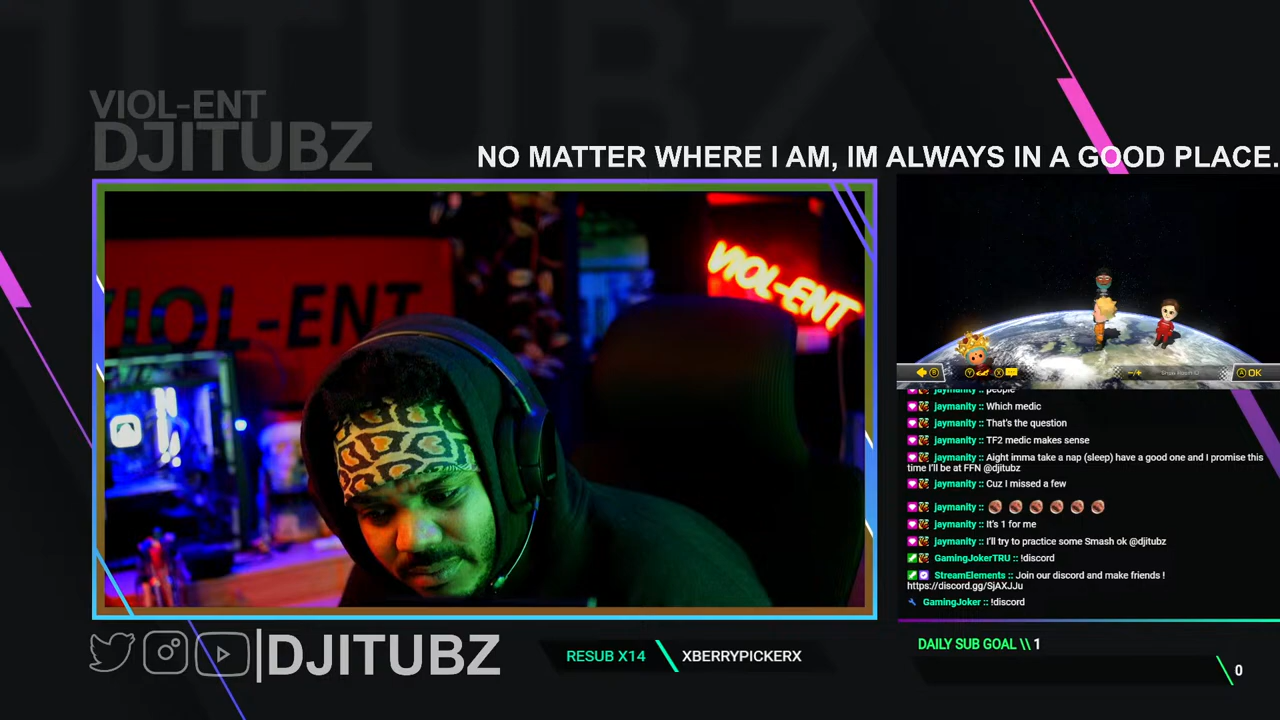 VIOL-ENT
DJITUBZ
NO MATTER WHERE I AM, IM ALWAYS IN A GOOD PLACE.
VIOL-ENT
VIOL-ENT
B
Y
X
-/+
A OK
jaymanity :: people
jaymanity :: Which medic
jaymanity :: That's the question
jaymanity :: TF2 medic makes sense
jaymanity :: Aight imma take a nap (sleep) have a good one and I promise this
time I'll be at FFN @djitubz
jaymanity :: Cuz I missed a few
jaymanity ::
jaymanity :: It's 1 for me
jaymanity :: I'll try to practice some Smash ok @djitubz
GamingJokerTRU :: !discord
StreamElements :: Join our discord and make friends !
https://discord.gg/SjAXJJu
GamingJoker :: !discord
DJITUBZ
RESUB X14
XBERRYPICKERX
DAILY SUB GOAL \\ 1
0